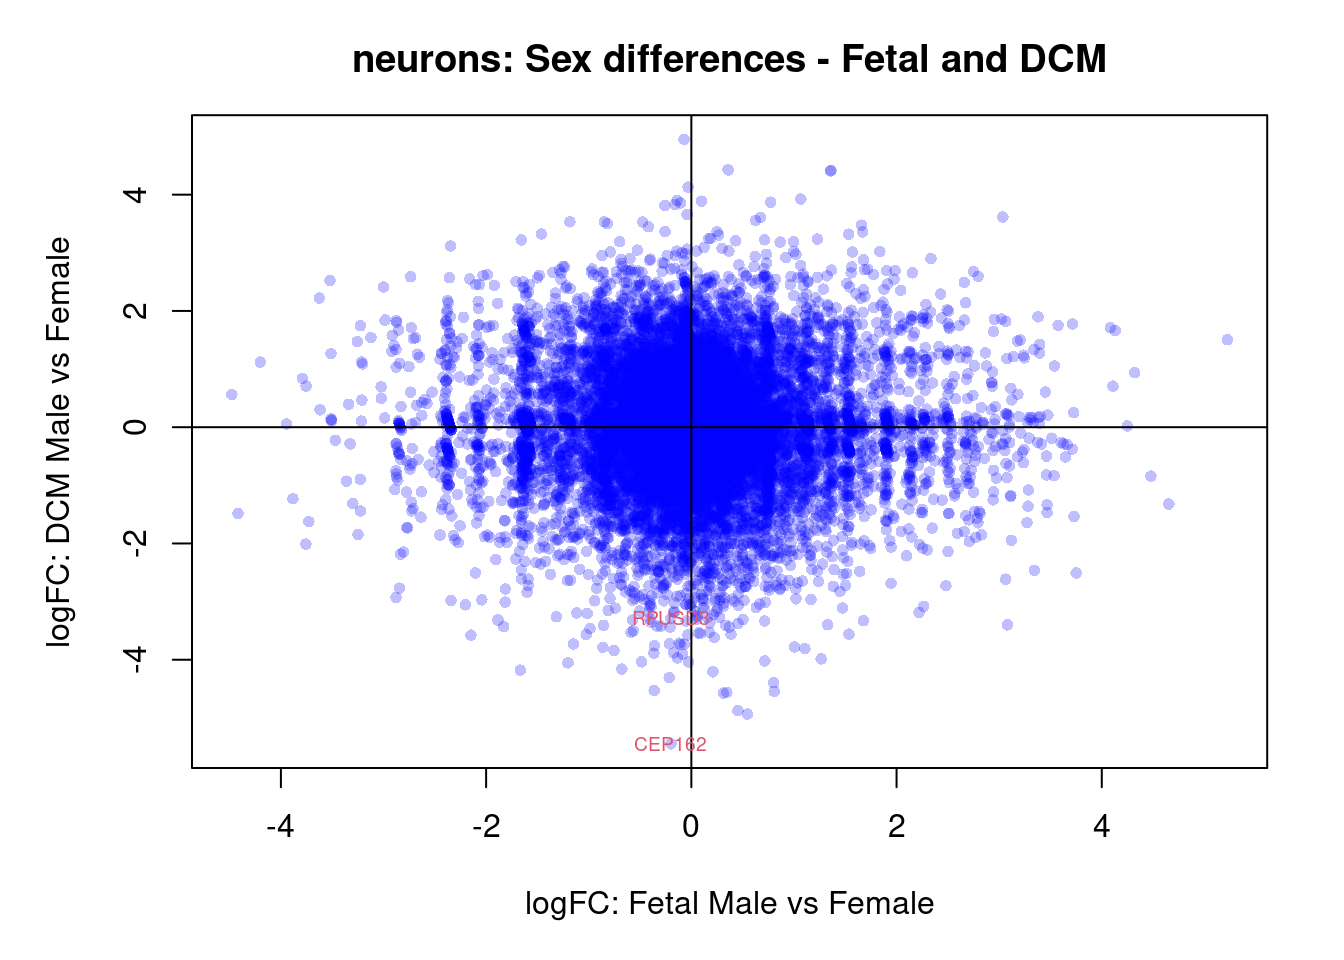 neurons: Sex differences - Fetal and DCM
logFC: DCM Male vs Female
4
2
0
-2
-4
RPUSD3
CEP162
-4 -2 0 2 4
logFC: Fetal Male vs Female